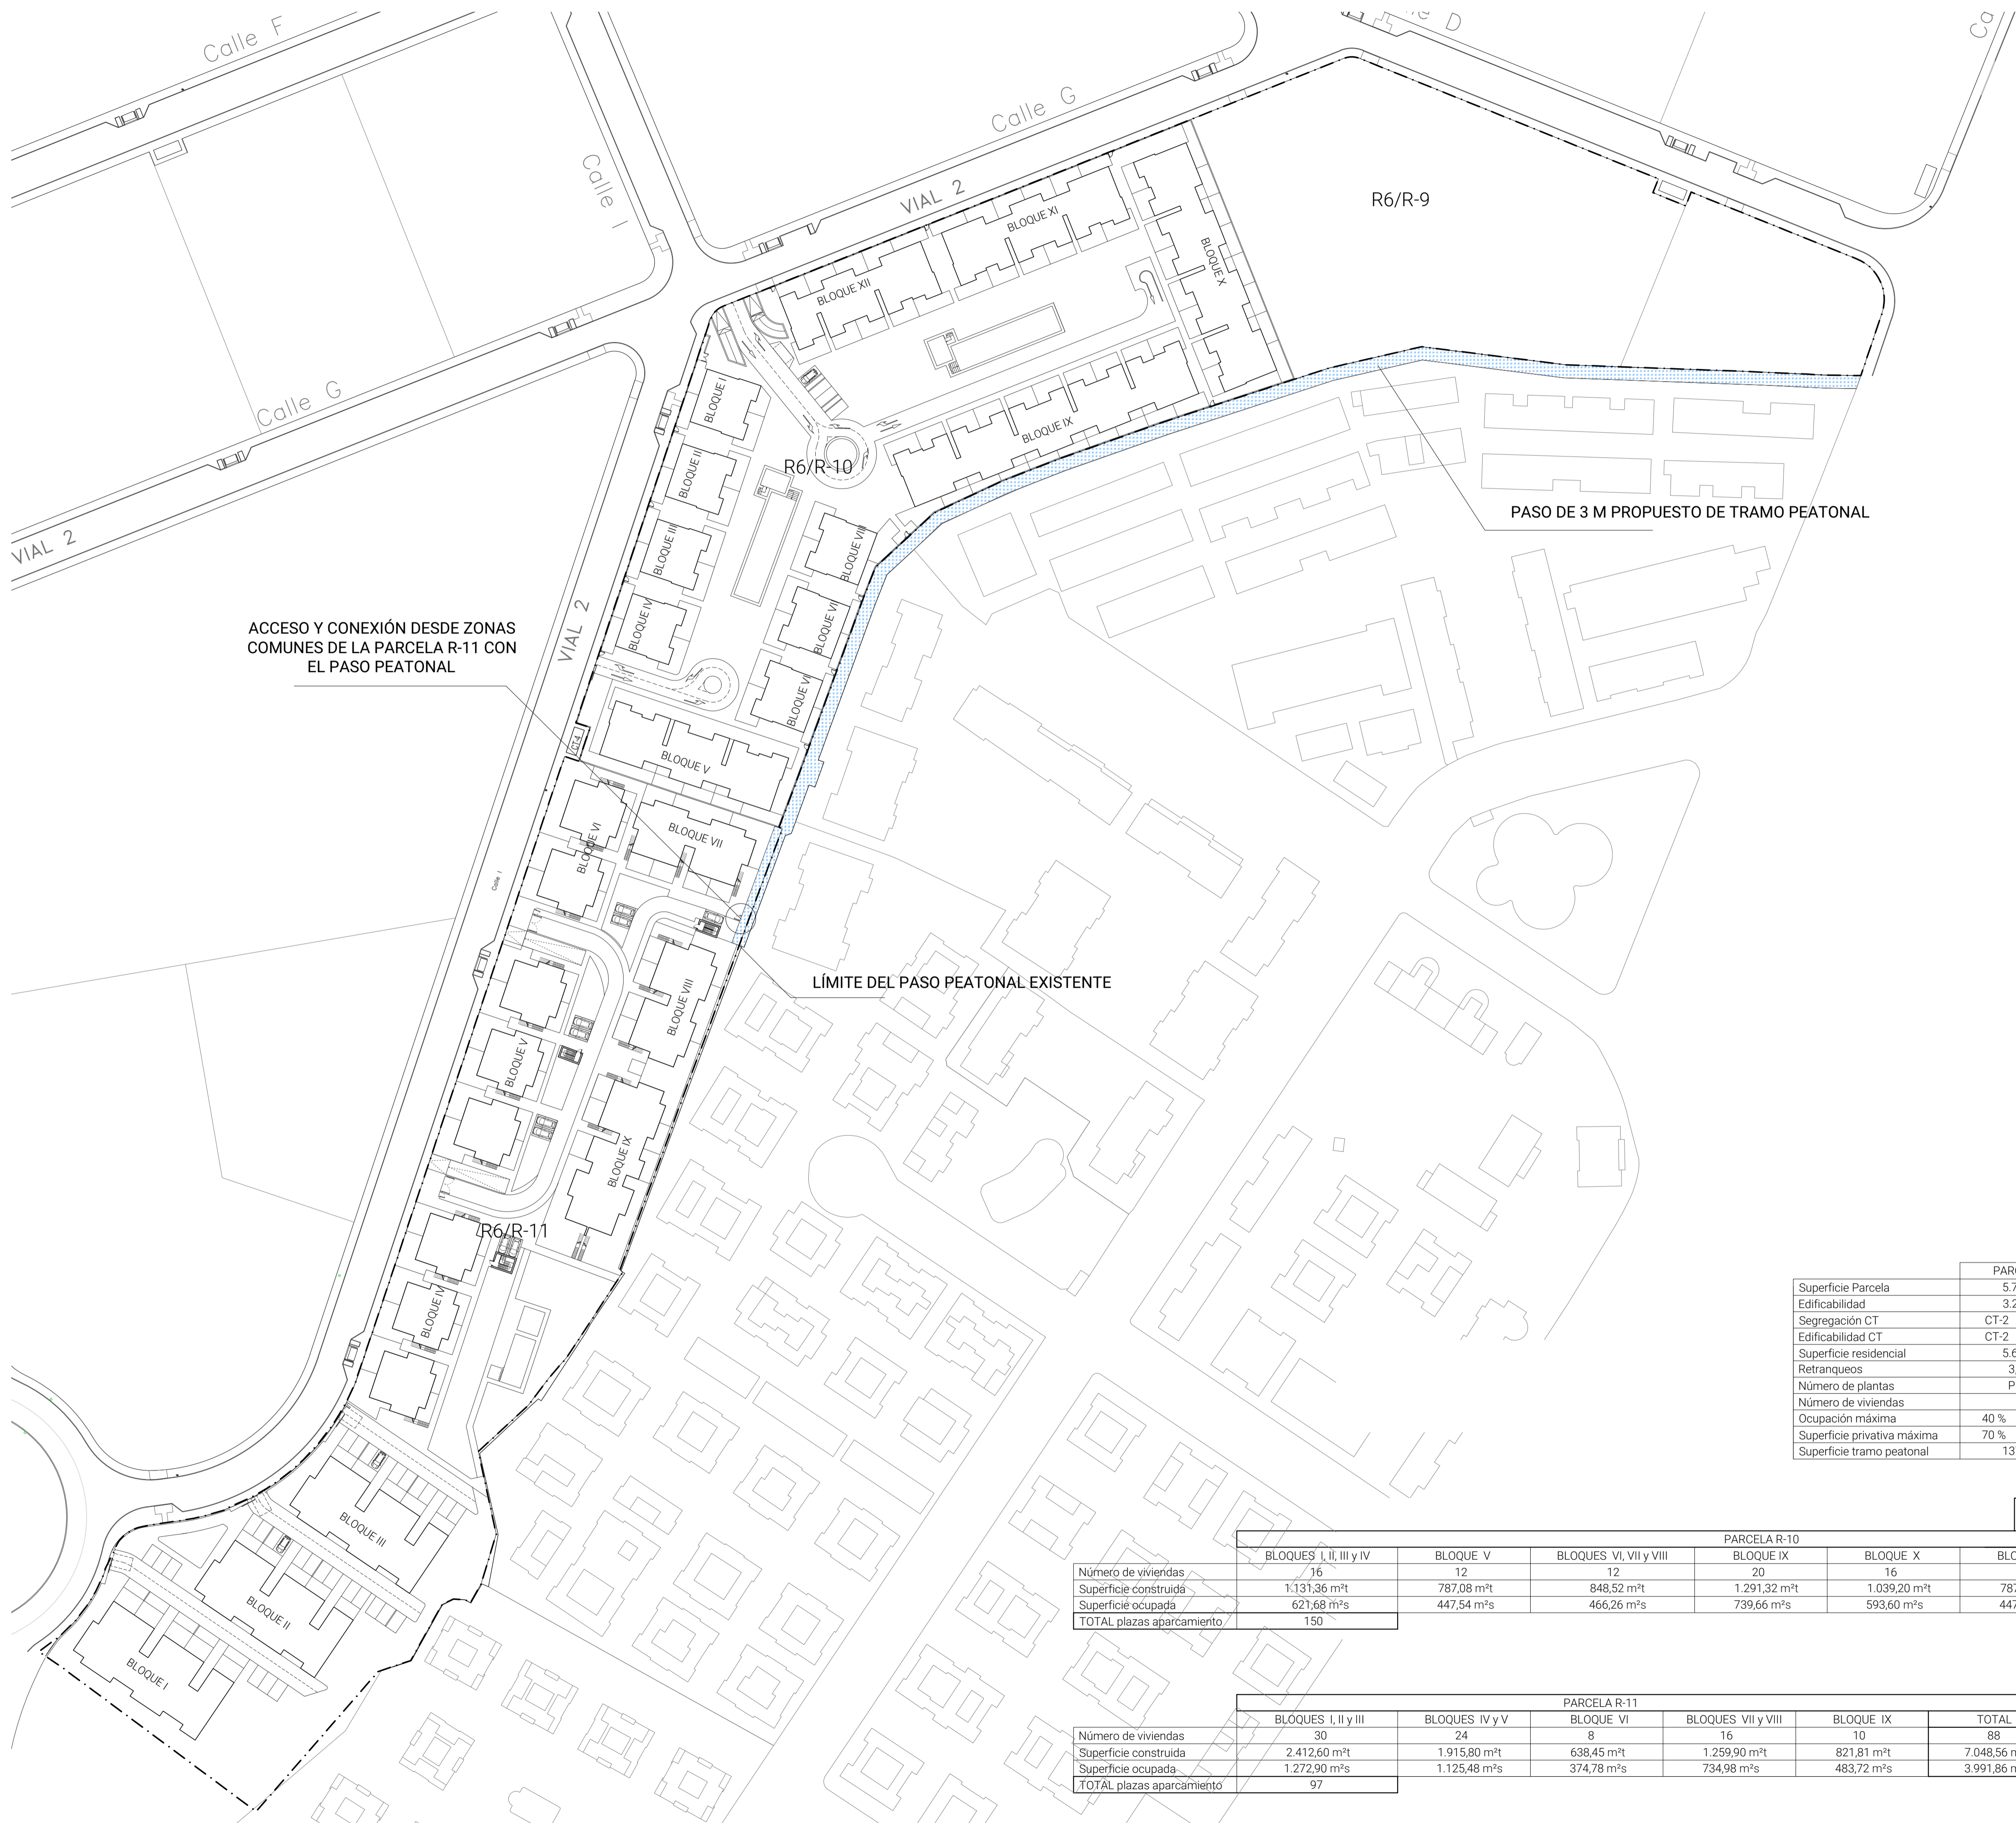 Calle F
Calle G
Calle I
VIAL 2
BLOQUE XI
R6/R-9
BLOQUE X
BLOQUE XII
BLOQUE I
Calle G
BLOQUE IX
BLOQUE II
R6/R-10
PASO DE 3 M PROPUESTO DE TRAMO PEATONAL
VIAL 2
BLOQUE III
BLOQUE VIII
BLOQUE IV
VIAL 2
ACCESO Y CONEXIÓN DESDE ZONAS
COMUNES DE LA PARCELA R-11 CON
EL PASO PEATONAL
BLOQUE VI
CT-4
BLOQUE V
BLOQUE VI
BLOQUE VII
Calle I
LÍMITE DEL PASO PEATONAL EXISTENTE
BLOQUE VIII
BLOQUE V
BLOQUE IX
R6/R-11
BLOQUE IV
BLOQUE III
BLOQUE II
BLOQUE I
Superficie Parcela
Edificabilidad
Segregación CT CT-2
Edificabilidad CT CT-2
Superficie residencial
Retranqueos
Número de plantas
Número de viviendas
Ocupación máxima 40 %
Superficie privativa máxima 70 %
Superficie tramo peatonal
PARCELA R-10
BLOQUES I, II, III y IV BLOQUE V BLOQUES VI, VII y VIII BLOQUE IX BLOQUE X
Número de viviendas 16 12 12 20 16
Superficie construida 1.131,36 m²t 787,08 m²t 848,52 m²t 1.291,32 m²t 1.039,20 m²t
Superficie ocupada 621,68 m²s 447,54 m²s 466,26 m²s 739,66 m²s 593,60 m²s
TOTAL plazas aparcamiento 150
PARCELA R-11
BLOQUES I, II y III BLOQUES IV y V BLOQUE VI BLOQUES VII y VIII BLOQUE IX TOTAL
Número de viviendas 30 24 8 16 10 88
Superficie construida 2.412,60 m²t 1.915,80 m²t 638,45 m²t 1.259,90 m²t 821,81 m²t 7.048,56
Superficie ocupada 1.272,90 m²s 1.125,48 m²s 374,78 m²s 734,98 m²s 483,72 m²s 3.991,86
TOTAL plazas aparcamiento 97